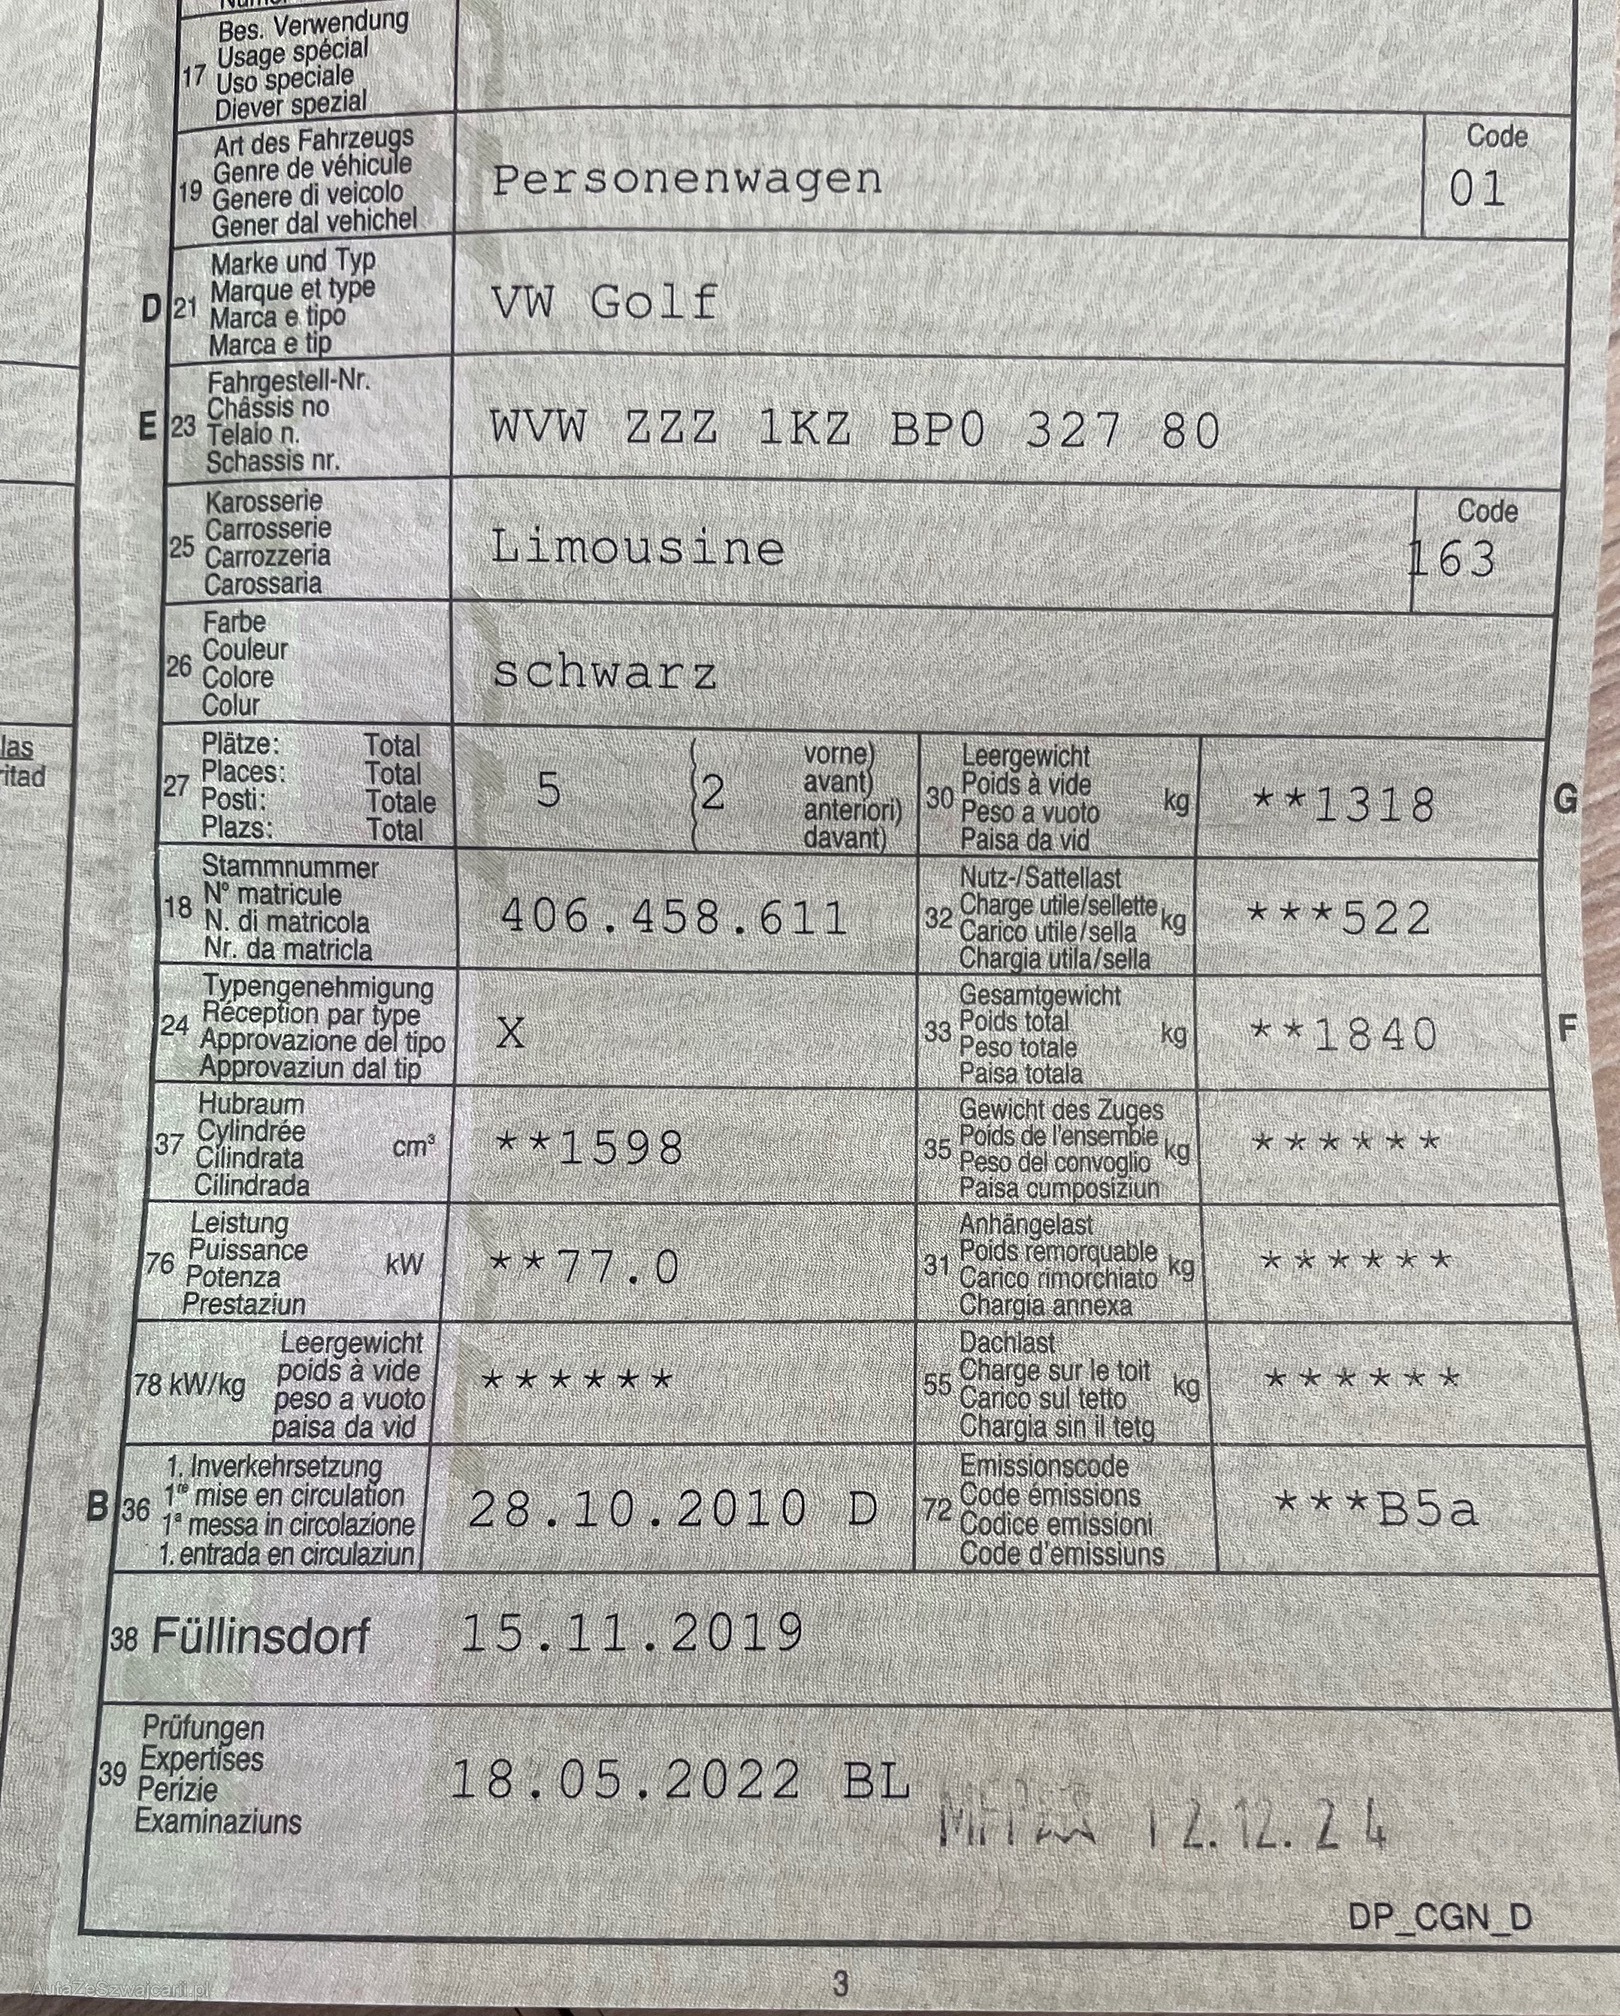 17 Bes. Verwendung
Usage spécial
Uso speciale
Diever spezial
19 Art des Fahrzeugs
Genre de véhicule
Genere di veicolo
Gener dal vehichel
Personenwagen
Code
01
D 21 Marke und Typ
Marque et type
Marca e tipo
Marca e tip
VW Golf
E 23 Fahrgestell-Nr.
Châssis no
Telaio n.
Schassis nr.
WVW ZZZ 1KZ BP0 327 80
25 Karosserie
Carrosserie
Carrozzeria
Carossaria
Limousine
Code
163
26 Farbe
Couleur
Colore
Colur
schwarz
las
ritad
27 Plätze: Total
Places: Total
Posti: Totale
Plazs: Total
5 (2 vorne)
avant)
anteriori)
davant)
30 Leergewicht
Poids à vide
Peso a vuoto
Paisa da vid
kg
**1318
G
18 Stammnummer
N° matricule
N. di matricola
Nr. da matricla
406.458.611
32 Nutz-/Sattellast
Charge utile/sellette
Carico utile/sella
Chargia utila/sella
kg
***522
24 Typengenehmigung
Réception par type
Approvazione del tipo
Approvaziun dal tip
X
33 Gesamtgewicht
Poids total
Peso totale
Paisa totala
kg
**1840
F
37 Hubraum
Cylindrée
Cilindrata
Cilindrada
cm³
**1598
35 Gewicht des Zuges
Poids de l'ensemble
Peso del convoglio
Paisa cumposiziun
kg
******
76 Leistung
Puissance
Potenza
Prestaziun
kW
**77.0
31 Anhängelast
Poids remorquable
Carico rimorchiato
Chargia annexa
kg
******
78 kW/kg
Leergewicht
poids à vide
peso a vuoto
paisa da vid
******
55 Dachlast
Charge sur le toit
Carico sul tetto
Chargia sin il tetg
kg
******
B 36 1. Inverkehrsetzung
1re mise en circulation
1a messa in circolazione
1. entrada en circulaziun
28.10.2010 D
72 Emissionscode
Code émissions
Codice emissioni
Code d'emissiuns
***B5a
38 Füllinsdorf 15.11.2019
39 Prüfungen
Expertises
Perizie
Examinaziuns
18.05.2022 BL
12.12.24
DP_CGN_D
3
AutaZeSzwajcarii.pl